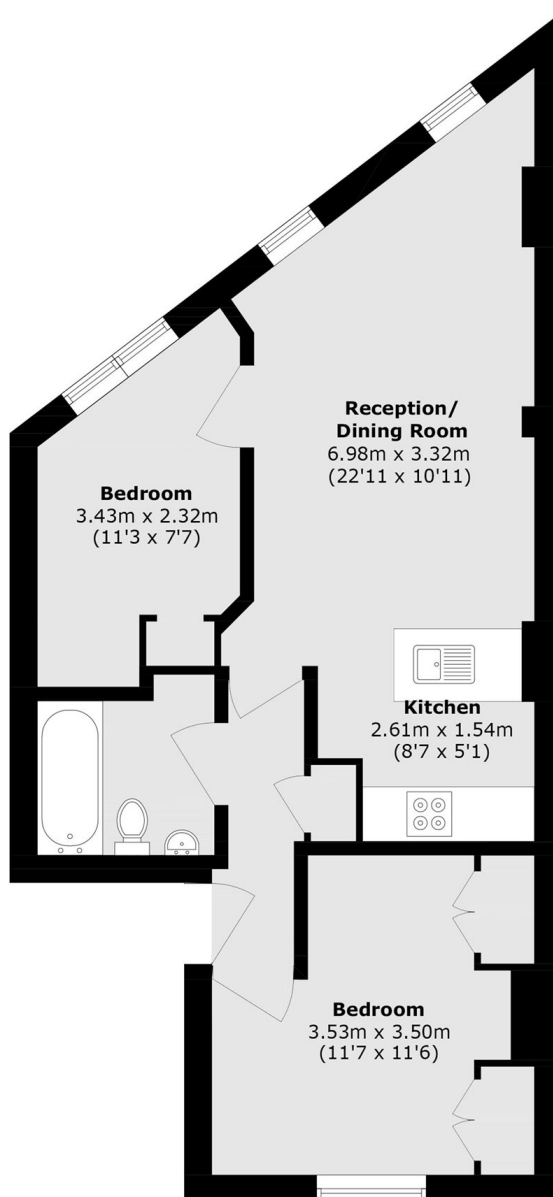 Reception/
Dining Room
6.98m x 3.32m
(22'11 x 10'11)
Bedroom
3.43m x 2.32m
(11'3 x 7'7)
Kitchen
2.61m x 1.54m
(8'7 x 5'1)
Bedroom
3.53m x 3.50m
(11'7 x 11'6)